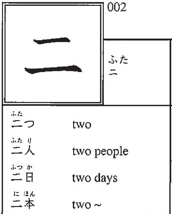 002
二
ふた
ニ
ふた
二つ two
ふたり
二人 two people
ふつか
二日 two days
にほん
二本 two ~